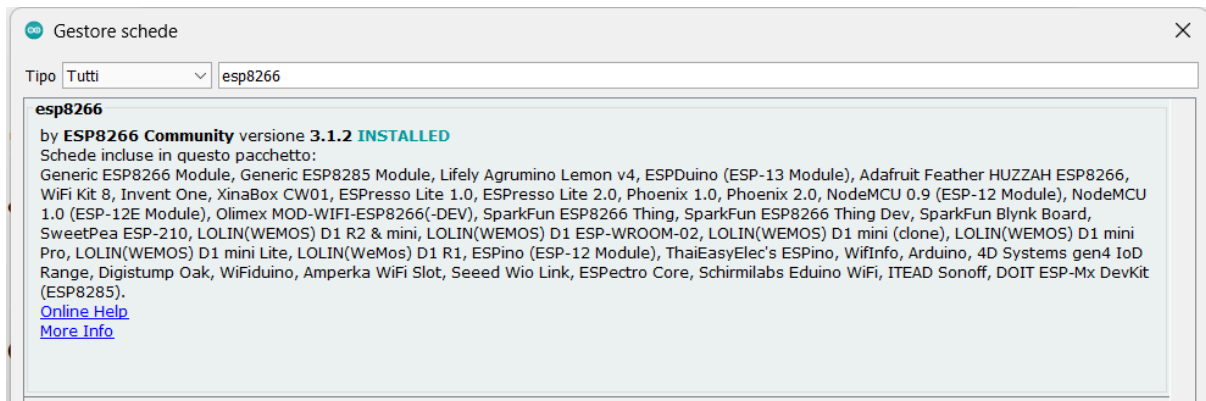 Gestore schede
Tipo Tutti esp8266
esp8266
by ESP8266 Community versione 3.1.2 INSTALLED
Schede incluse in questo pacchetto:
Generic ESP8266 Module, Generic ESP8285 Module, Lifely Agrumino Lemon v4, ESPDuino (ESP-13 Module), Adafruit Feather HUZZAH ESP8266,
WiFi Kit 8, Invent One, XinaBox CW01, ESPresso Lite 1.0, ESPresso Lite 2.0, Phoenix 1.0, Phoenix 2.0, NodeMCU 0.9 (ESP-12 Module), NodeMCU
1.0 (ESP-12E Module), Olimex MOD-WIFI-ESP8266(-DEV), SparkFun ESP8266 Thing, SparkFun ESP8266 Thing Dev, SparkFun Blynk Board,
SweetPea ESP-210, LOLIN(WEMOS) D1 R2 & mini, LOLIN(WEMOS) D1 ESP-WROOM-02, LOLIN(WEMOS) D1 mini (clone), LOLIN(WEMOS) D1 mini
Pro, LOLIN(WEMOS) D1 mini Lite, LOLIN(WeMos) D1 R1, ESPino (ESP-12 Module), ThaiEasyElec's ESPino, WifInfo, Arduino, 4D Systems gen4 IoD
Range, Digistump Oak, WiFiduino, Amperka WiFi Slot, Seeed Wio Link, ESPectro Core, Schirmilabs Eduino WiFi, ITEAD Sonoff, DOIT ESP-Mx DevKit
(ESP8285).
Online Help
More Info